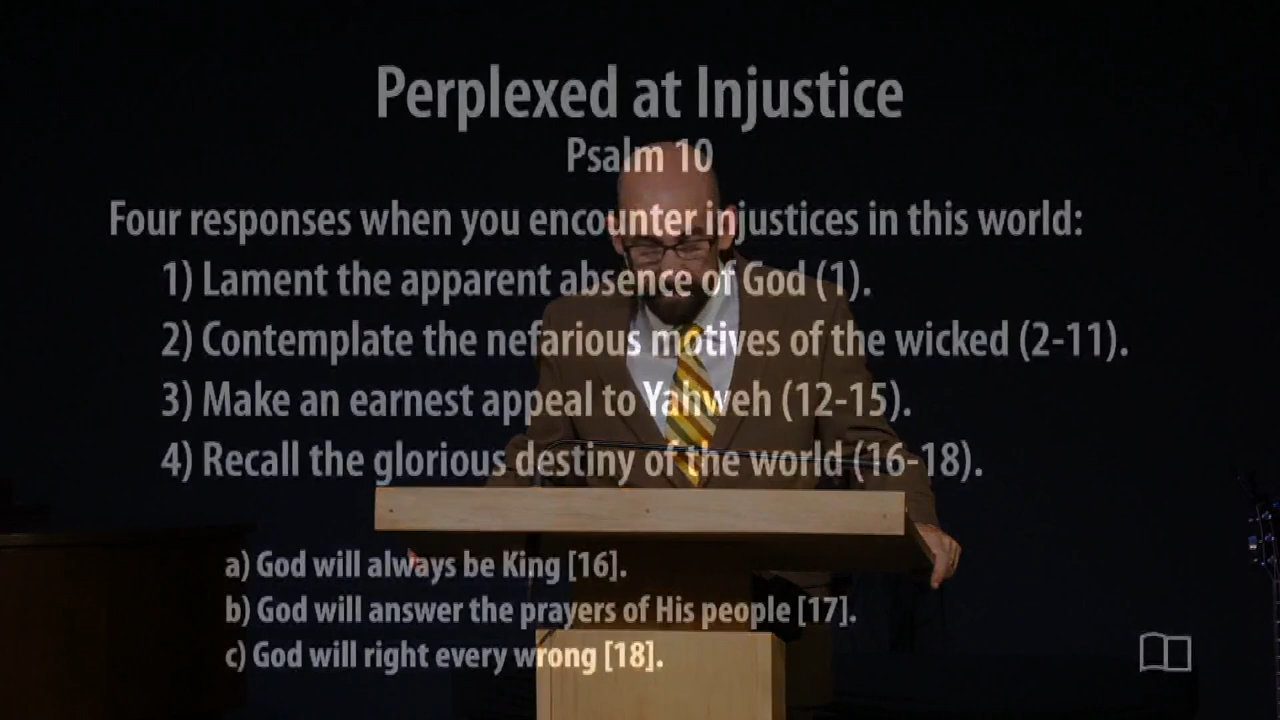 Perplexed at Injustice
Psalm 10
Four responses when you encounter injustices in this world:
1) Lament the apparent absence of God (1).
2) Contemplate the nefarious motives of the wicked (2-11).
3) Make an earnest appeal to Yahweh (12-15).
4) Recall the glorious destiny of the world (16-18).
a) God will always be King [16].
b) God will answer the prayers of His people [17].
c) God will right every wrong [18].